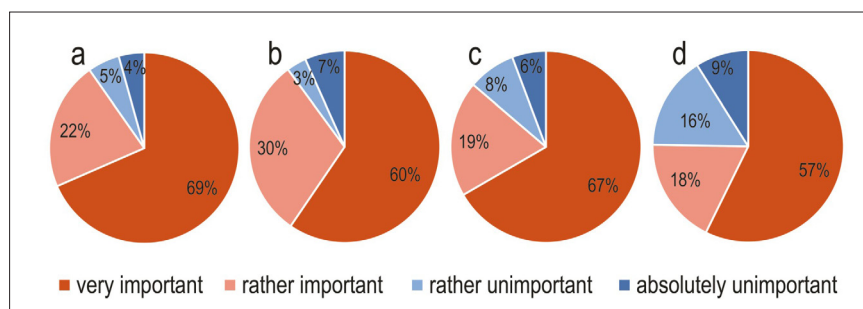 a b c d
5% 4% 3% 7% 8% 6% 16% 9%
22% 30% 19% 18%
69% 60% 67% 57%
very important rather important rather unimportant absolutely unimportant